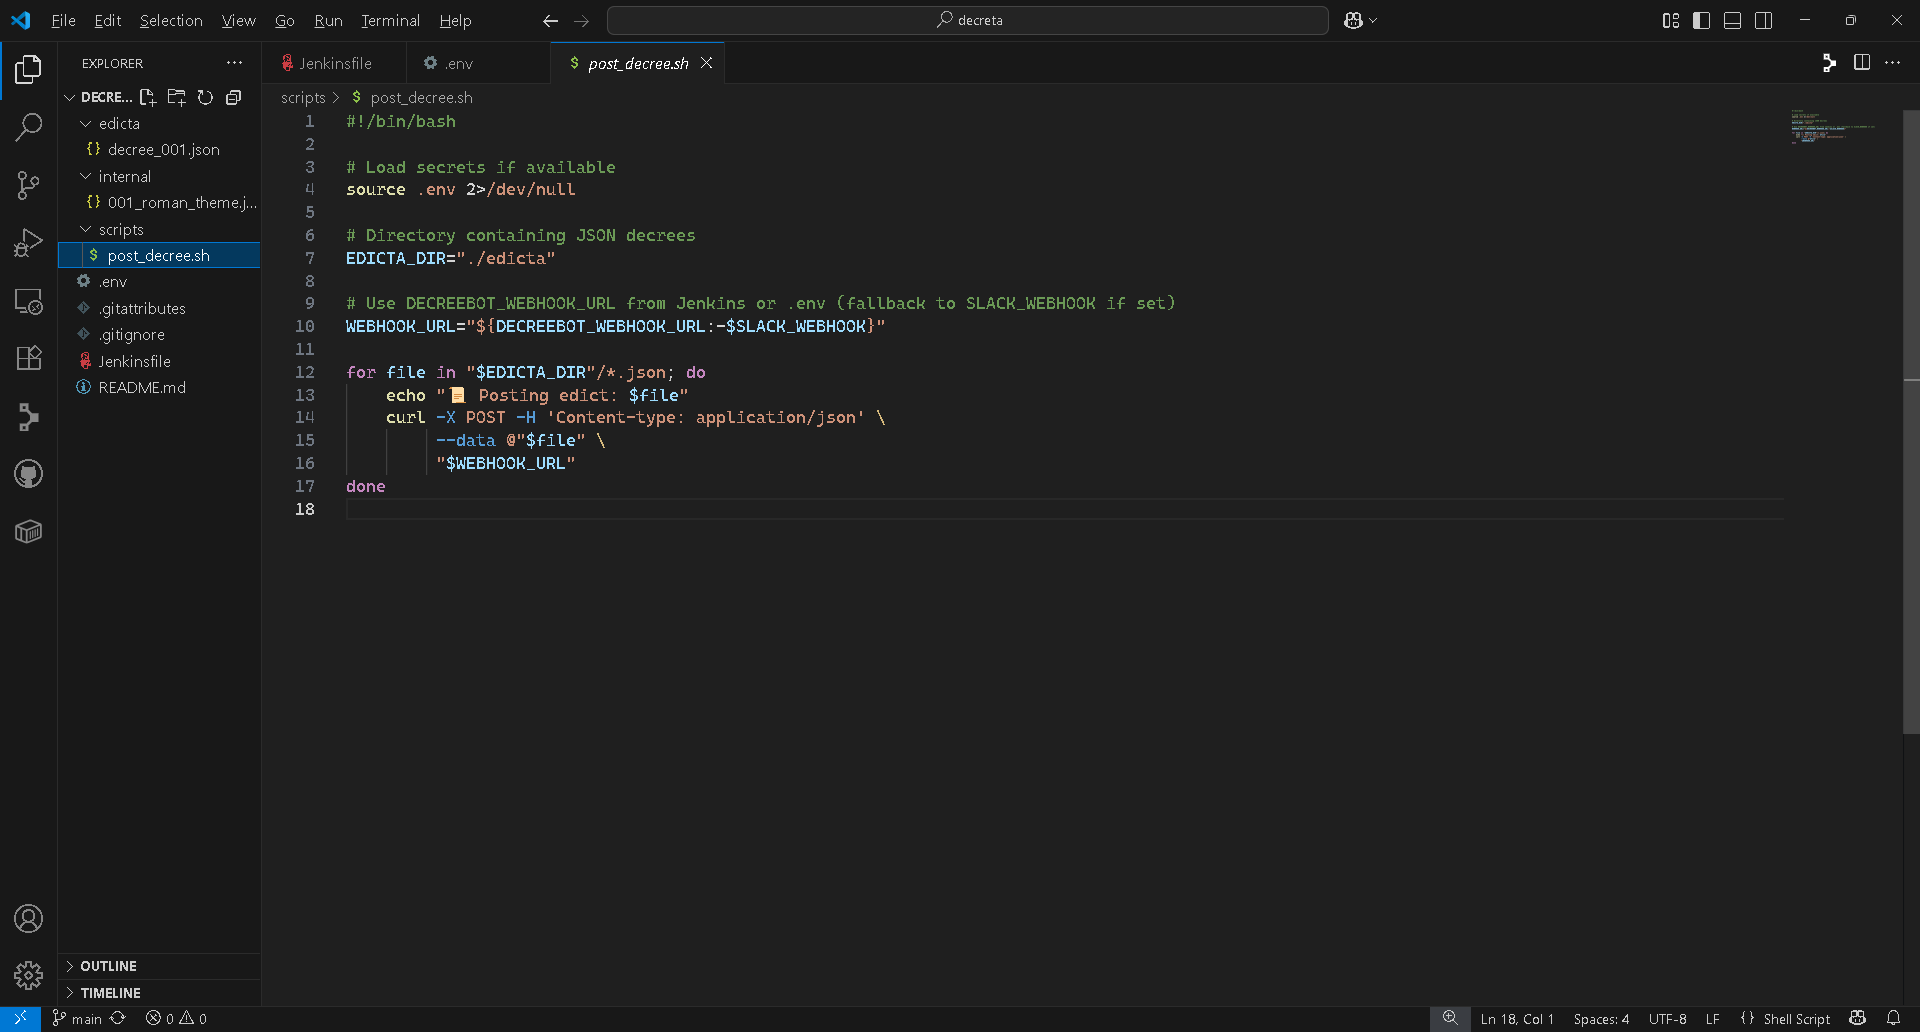 File Edit Selection View Go Run Terminal Help
decreta
EXPLORER
DECRE...
edicta
decree_001.json
internal
001_roman_theme.j...
scripts
post_decree.sh
.env
.gitattributes
.gitignore
Jenkinsfile
README.md
OUTLINE
TIMELINE
Jenkinsfile
.env
post_decree.sh
scripts > $ post_decree.sh
1 #!/bin/bash
2
3 # Load secrets if available
4 source .env 2>/dev/null
5
6 # Directory containing JSON decrees
7 EDICTA_DIR="./edicta"
8
9 # Use DECREEBOT_WEBHOOK_URL from Jenkins or .env (fallback to SLACK_WEBHOOK if set)
10 WEBHOOK_URL="${DECREEBOT_WEBHOOK_URL:-$SLACK_WEBHOOK}"
11
12 for file in "$EDICTA_DIR"/*.json; do
13     echo "📜 Posting edict: $file"
14     curl -X POST -H 'Content-type: application/json' \
15          --data @"$file" \
16          "$WEBHOOK_URL"
17 done
18
main 0 0
Ln 18, Col 1 Spaces: 4 UTF-8 LF {} Shell Script